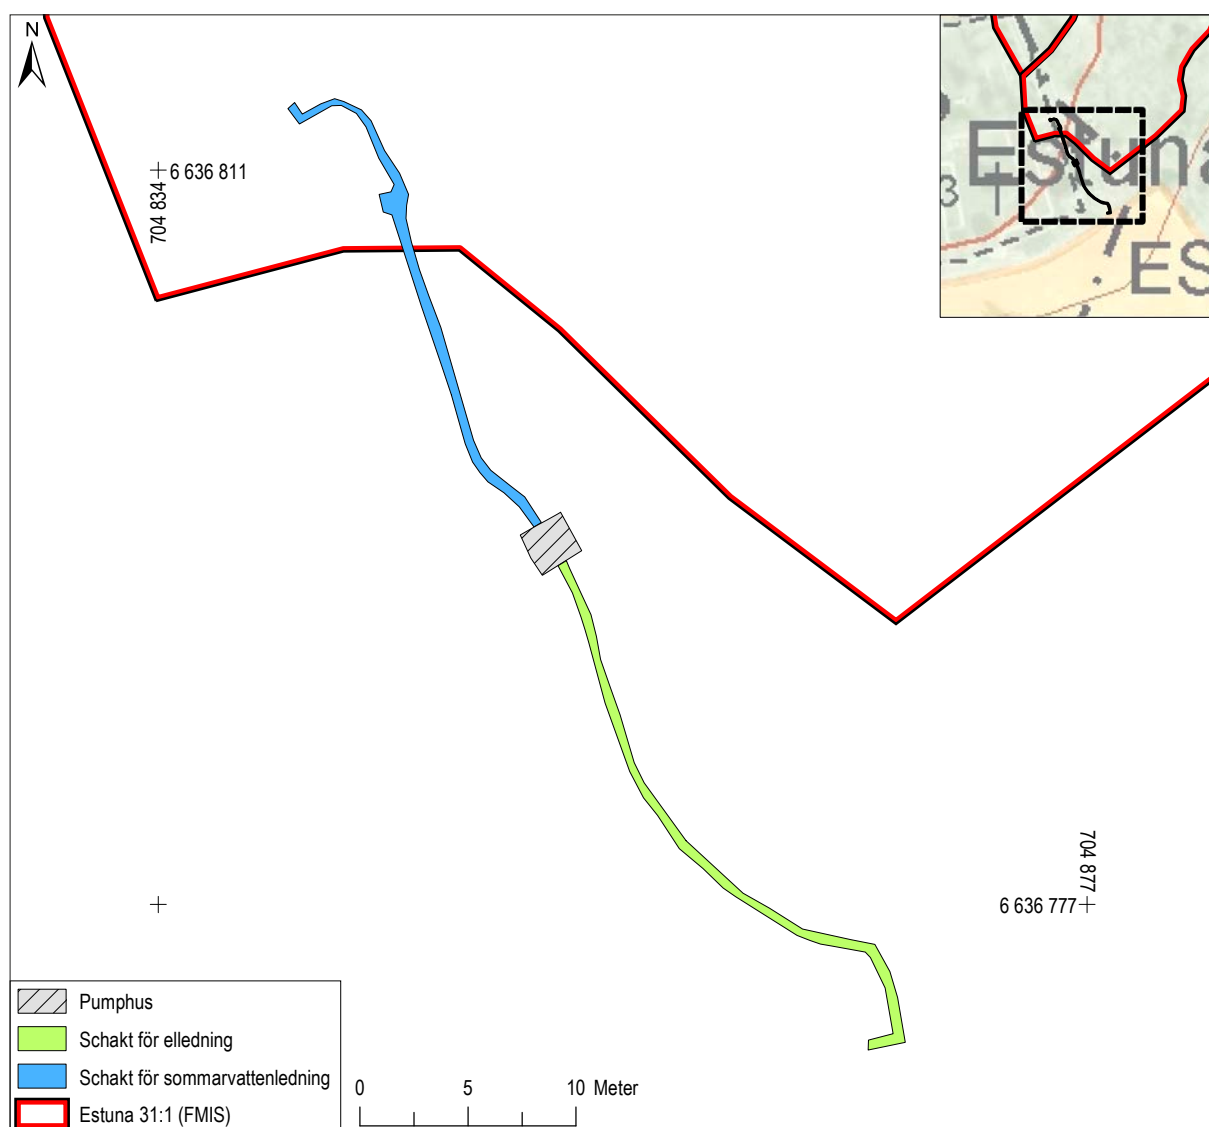 N
6 636 811
704 834
Estuna
3
ES
704 877
6 636 777
Pumphus
Schakt för elledning
Schakt för sommarvattenledning
Estuna 31:1 (FMIS)
0 5 10 Meter